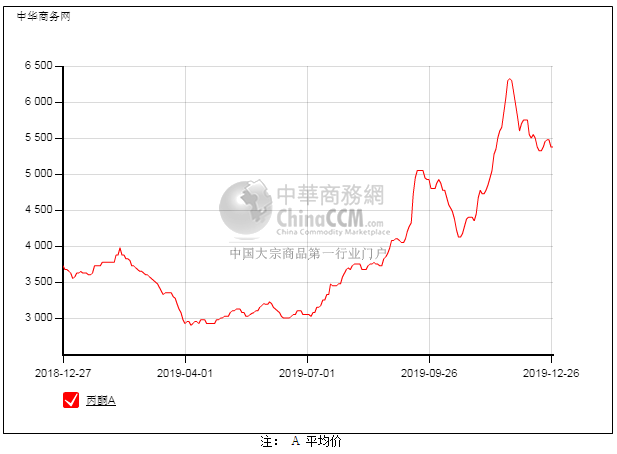 中华商务网
6 500
6 000
5 500
5 000
4 500
4 000
3 500
3 000
中華商務網
ChinaCCM.com
China Commodity Marketplace
中国大宗商品第一行业门户
2018-12-27 2019-04-01 2019-07-01 2019-09-26 2019-12-26
丙酮A
注： A 平均价